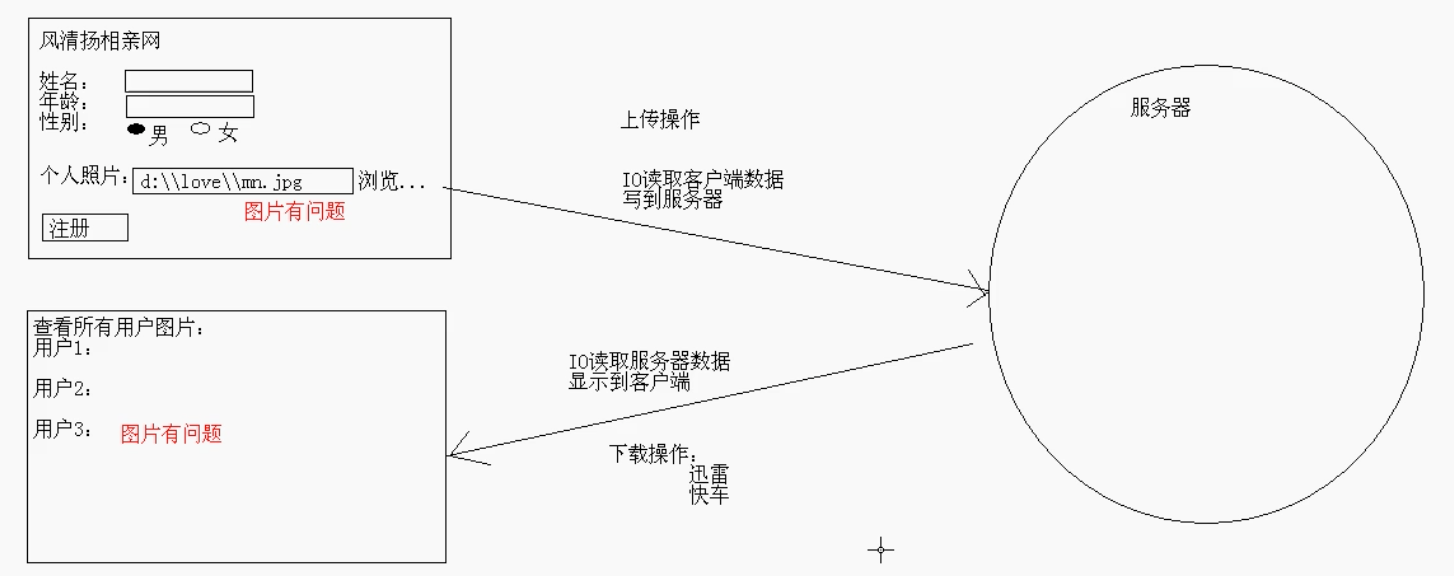 风清扬相亲网
姓名：
年龄：
性别：
男 女
个人照片： d:\\love\\mn.jpg 浏览...
图片有问题
注册
上传操作
IO读取客户端数据
写到服务器
服务器
查看所有用户图片：
用户1：
用户2：
用户3： 图片有问题
IO读取服务器数据
显示到客户端
下载操作：
迅雷
快车